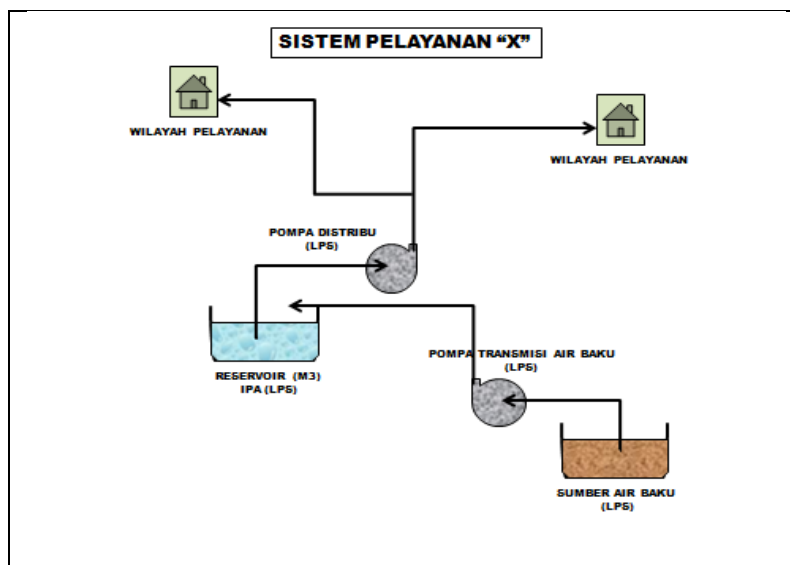 SISTEM PELAYANAN “X”
WILAYAH PELAYANAN
WILAYAH PELAYANAN
POMPA DISTRIBU
(LPS)
POMPA TRANSMISI AIR BAKU
(LPS)
RESERVOIR (M3)
IPA (LPS)
SUMBER AIR BAKU
(LPS)